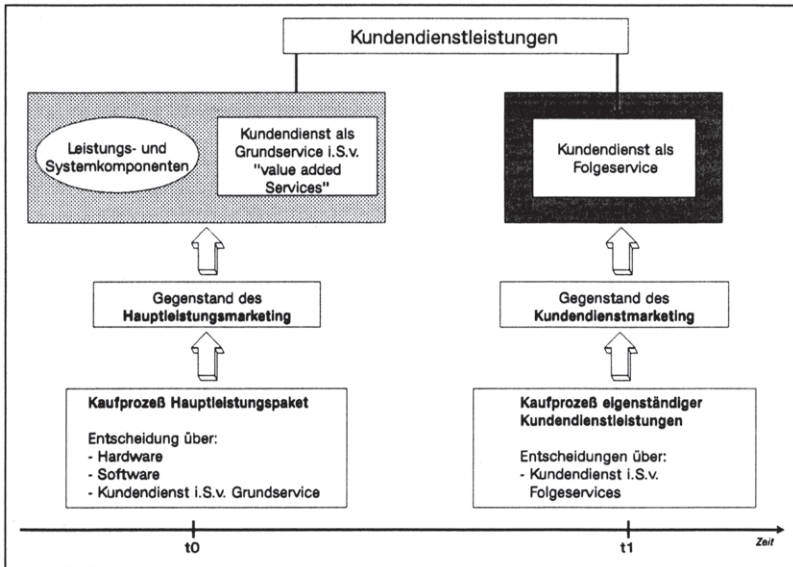 Kundendienstleistungen
Leistungs- und
Systemkomponenten
Kundendienst als
Grundservice i.S.v.
"value added
Services"
Kundendienst als
Folgeservice
Gegenstand des
Hauptleistungsmarketing
Gegenstand des
Kundendienstmarketing
Kaufprozeß Hauptleistungspaket
Entscheidung über:
- Hardware
- Software
- Kundendienst i.S.v. Grundservice
Kaufprozeß eigenständiger
Kundendienstleistungen
Entscheidungen über:
- Kundendienst i.S.v.
Folgeservices
t0
t1
Zeit